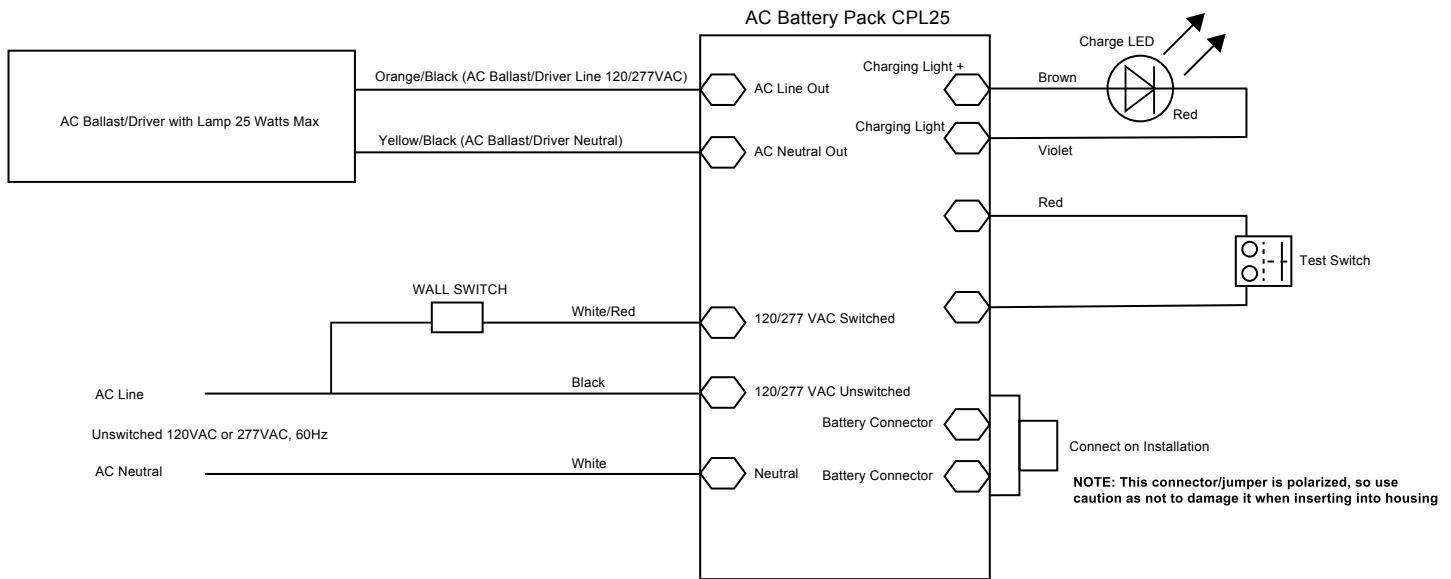 AC Battery Pack CPL25
Charge LED
Orange/Black (AC Ballast/Driver Line 120/277VAC)
AC Line Out
Charging Light +
Brown
AC Ballast/Driver with Lamp 25 Watts Max
Red
Yellow/Black (AC Ballast/Driver Neutral)
AC Neutral Out
Charging Light
Violet
Red
Test Switch
WALL SWITCH
White/Red
120/277 VAC Switched
AC Line
Black
120/277 VAC Unswitched
Unswitched 120VAC or 277VAC, 60Hz
Battery Connector
Connect on Installation
AC Neutral
White
Neutral
Battery Connector
NOTE: This connector/jumper is polarized, so use
caution as not to damage it when inserting into housing